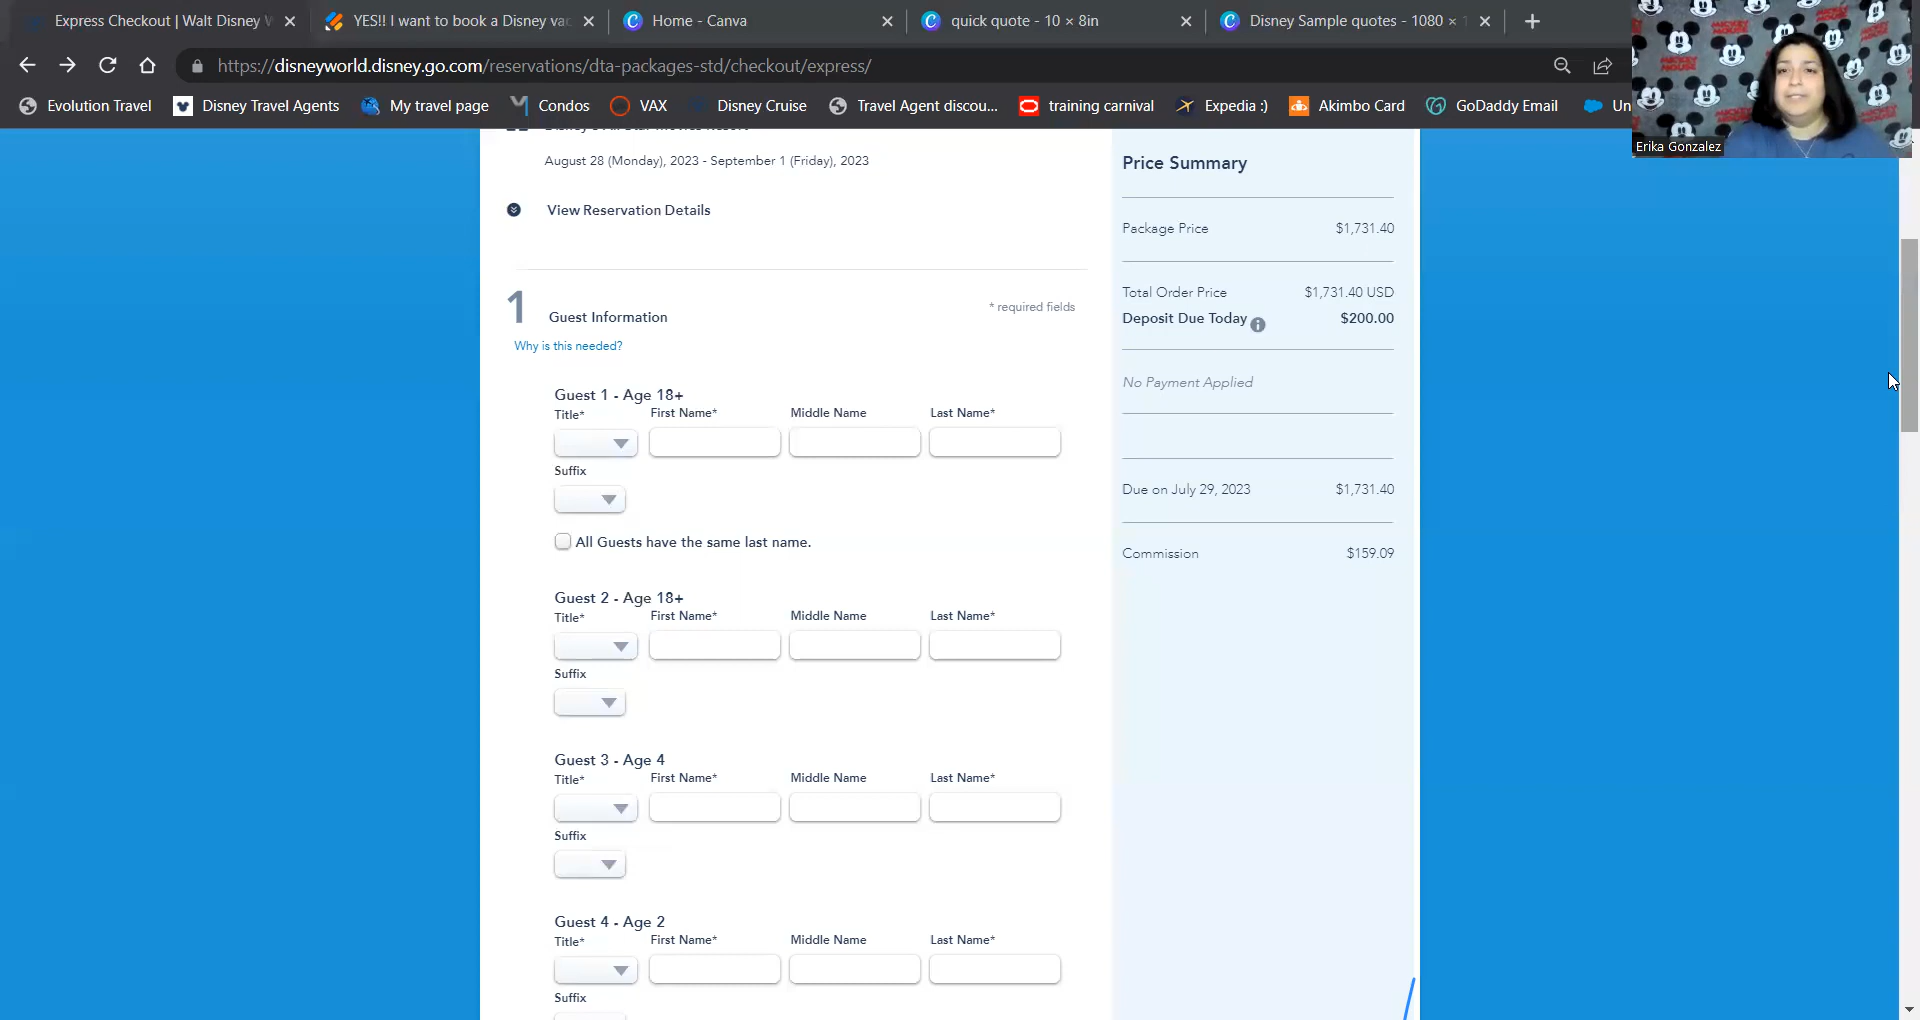 Express Checkout | Walt Disney W
YES!! I want to book a Disney vac
Home - Canva
quick quote - 10 × 8in
Disney Sample quotes - 1080 ×
https://disneyworld.disney.go.com/reservations/dta-packages-std/checkout/express/
Evolution Travel
Disney Travel Agents
My travel page
Condos
VAX
Disney Cruise
Travel Agent discou...
training carnival
Expedia :)
Akimbo Card
GoDaddy Email
Un
Erika Gonzalez
August 28 (Monday), 2023 - September 1 (Friday), 2023
View Reservation Details
1
Guest Information
* required fields
Why is this needed?
Guest 1 - Age 18+
Title* First Name* Middle Name Last Name*
Suffix
All Guests have the same last name.
Guest 2 - Age 18+
Title* First Name* Middle Name Last Name*
Suffix
Guest 3 - Age 4
Title* First Name* Middle Name Last Name*
Suffix
Guest 4 - Age 2
Title* First Name* Middle Name Last Name*
Suffix
Price Summary
Package Price $1,731.40
Total Order Price $1,731.40 USD
Deposit Due Today $200.00
No Payment Applied
Due on July 29, 2023 $1,731.40
Commission $159.09